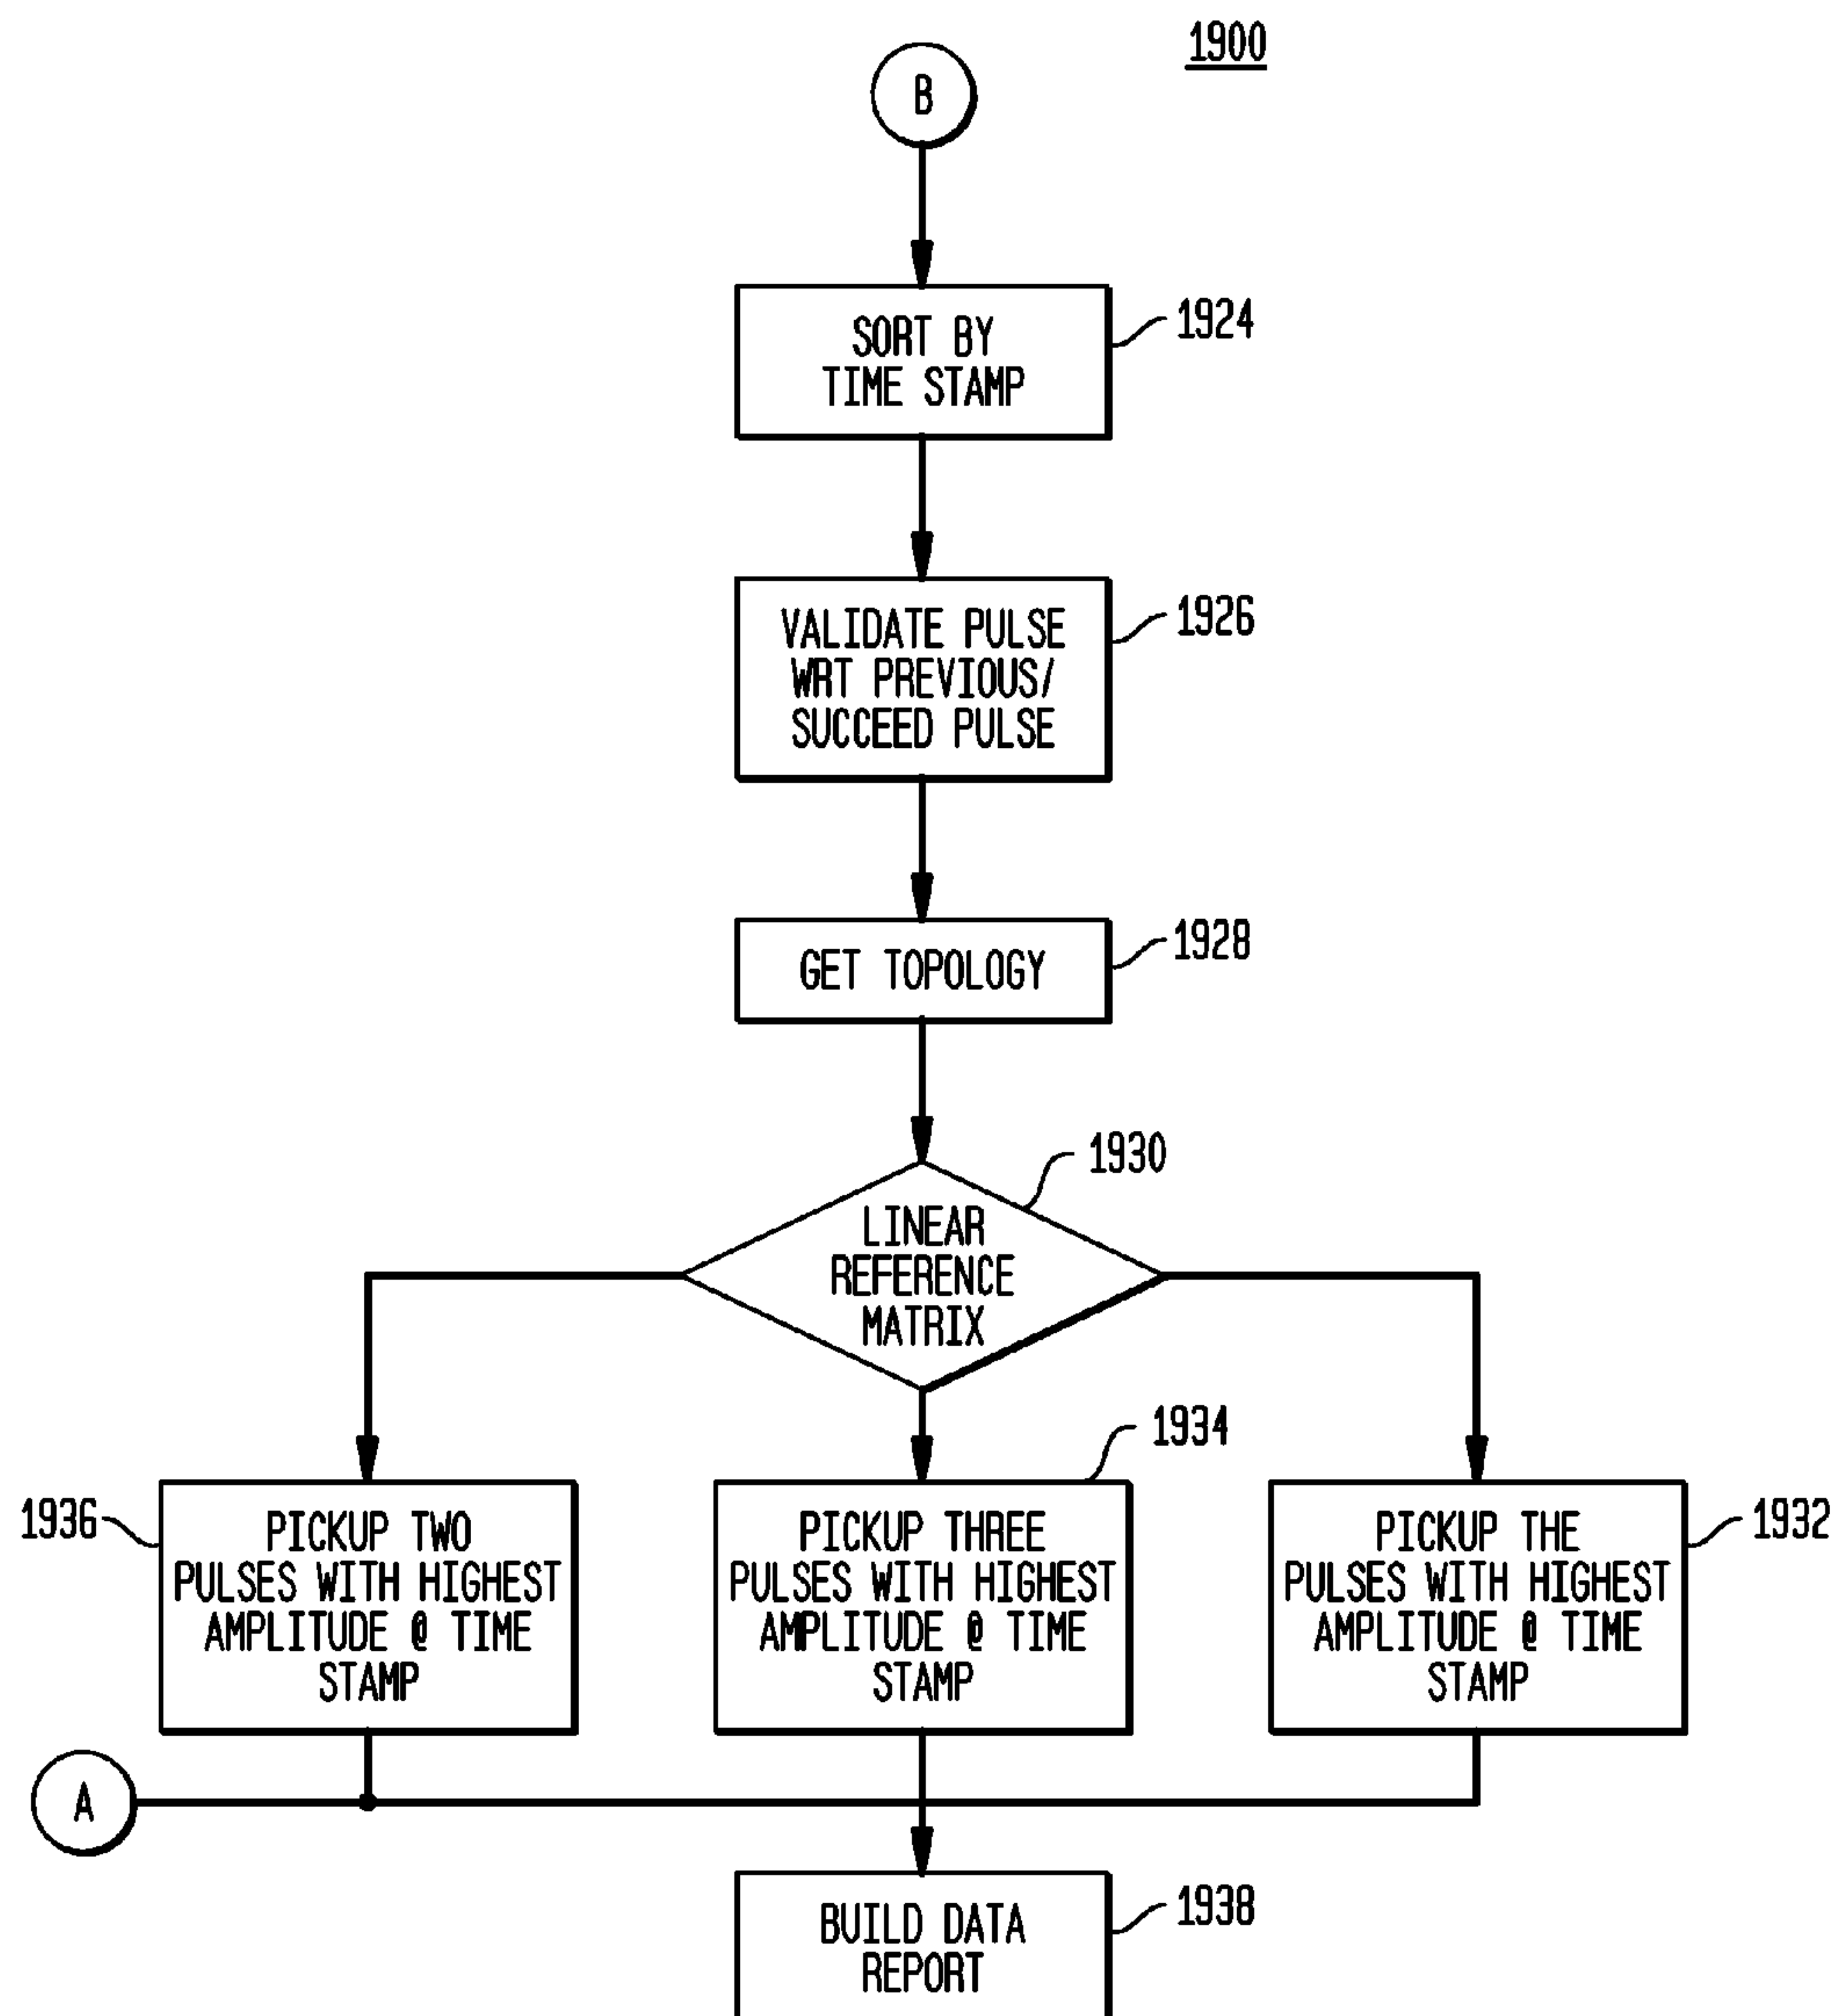 1900
B
SORT BY
TIME STAMP
1924
VALIDATE PULSE
WRT PREVIOUS/
SUCCEED PULSE
1926
GET TOPOLOGY
1928
1930
LINEAR
REFERENCE
MATRIX
1936
PICKUP TWO
PULSES WITH HIGHEST
AMPLITUDE @ TIME
STAMP
1934
PICKUP THREE
PULSES WITH HIGHEST
AMPLITUDE @ TIME
STAMP
1932
PICKUP THE
PULSES WITH HIGHEST
AMPLITUDE @ TIME
STAMP
A
BUILD DATA
REPORT
1938